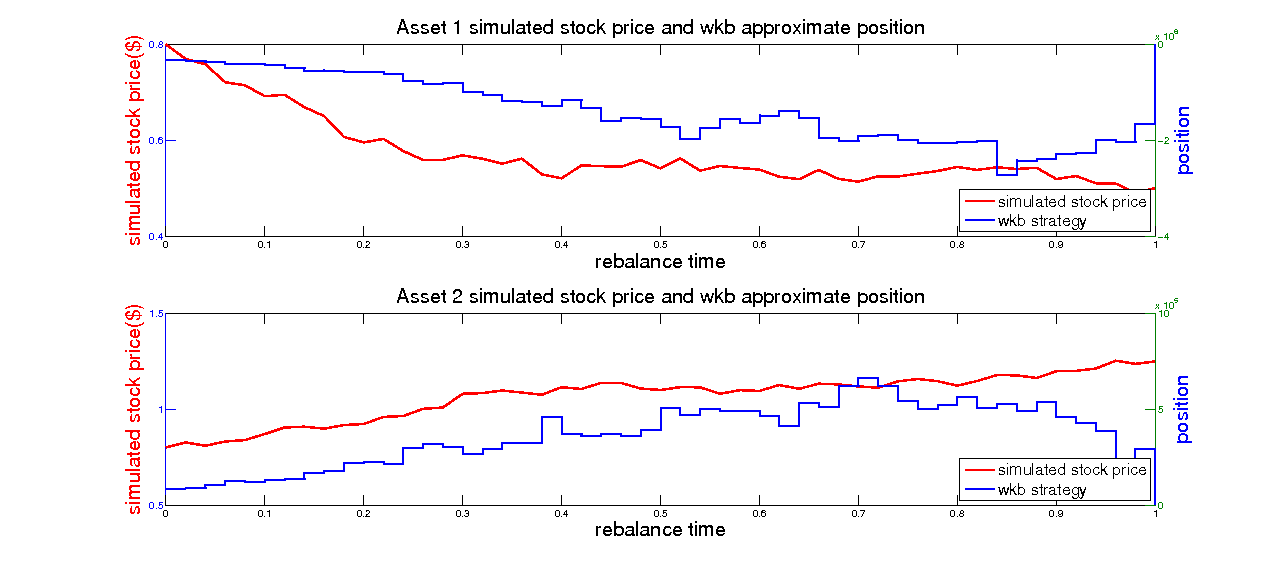 Asset 1 simulated stock price and wkb approximate position
simulated stock price($)
0.8
0.6
0.4
x 10
0
−2
−4
position
simulated stock price
wkb strategy
0 0.1 0.2 0.3 0.4 0.5 0.6 0.7 0.8 0.9 1
rebalance time
Asset 2 simulated stock price and wkb approximate position
simulated stock price($)
1.5
1
0.5
x 10
10
5
0
position
simulated stock price
wkb strategy
0 0.1 0.2 0.3 0.4 0.5 0.6 0.7 0.8 0.9 1
rebalance time